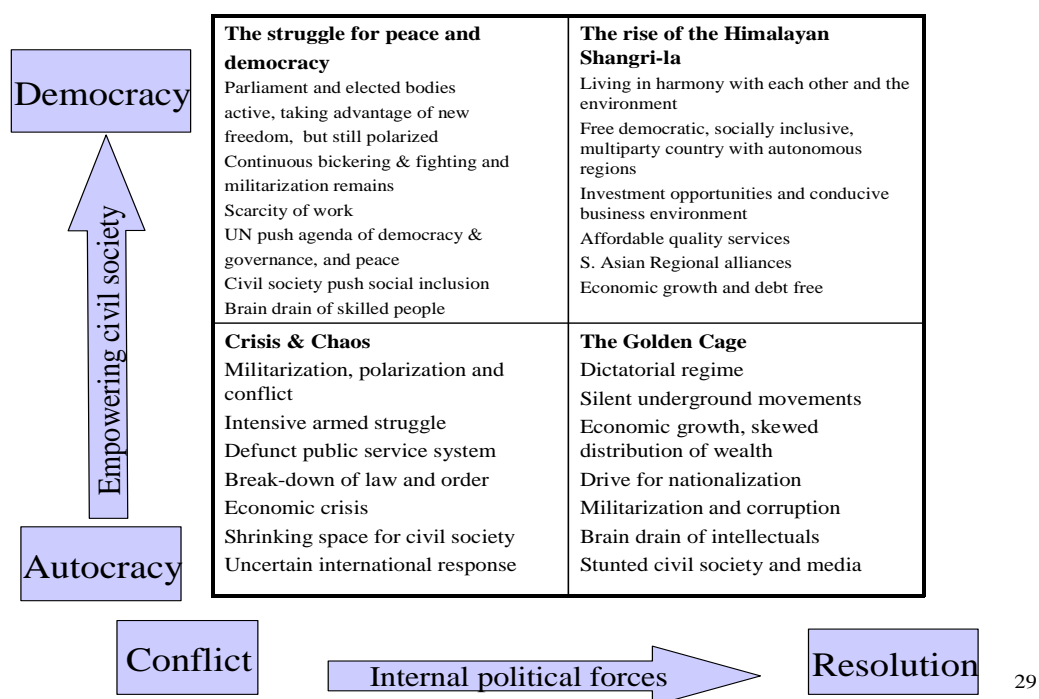 Democracy
Empowering civil society
Autocracy
The struggle for peace and
democracy
Parliament and elected bodies
active, taking advantage of new
freedom, but still polarized
Continuous bickering & fighting and
militarization remains
Scarcity of work
UN push agenda of democracy &
governance, and peace
Civil society push social inclusion
Brain drain of skilled people
The rise of the Himalayan
Shangri-la
Living in harmony with each other and the
environment
Free democratic, socially inclusive,
multiparty country with autonomous
regions
Investment opportunities and conducive
business environment
Affordable quality services
S. Asian Regional alliances
Economic growth and debt free
Crisis & Chaos
Militarization, polarization and
conflict
Intensive armed struggle
Defunct public service system
Break-down of law and order
Economic crisis
Shrinking space for civil society
Uncertain international response
The Golden Cage
Dictatorial regime
Silent underground movements
Economic growth, skewed
distribution of wealth
Drive for nationalization
Militarization and corruption
Brain drain of intellectuals
Stunted civil society and media
Conflict
Internal political forces
Resolution
29